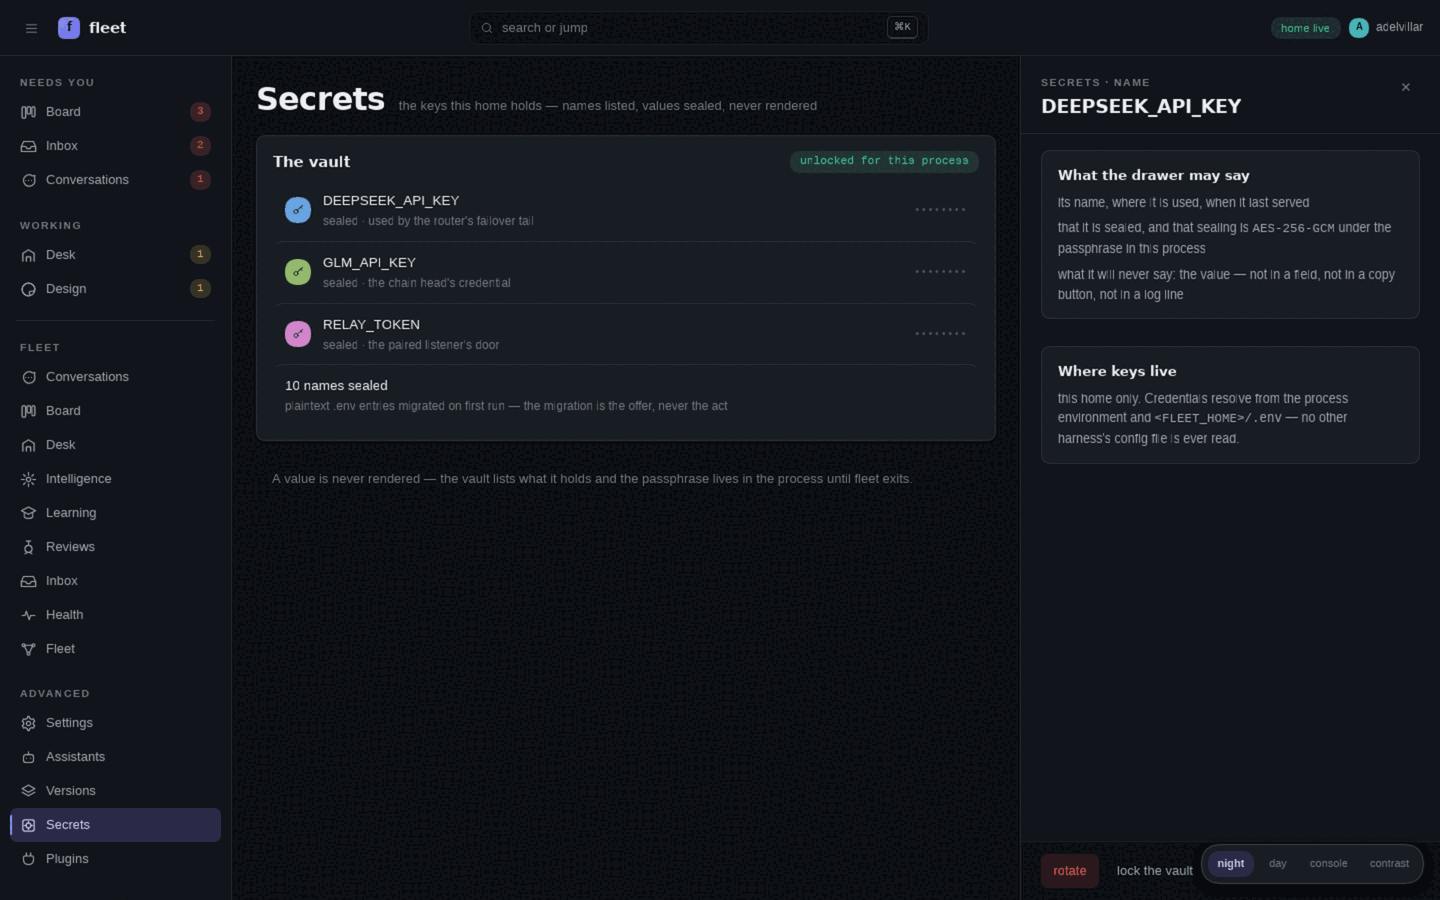 f fleet
search or jump ⌘K
home live A adelvillar
NEEDS YOU
Board 3
Inbox 2
Conversations 1
WORKING
Desk 1
Design 1
FLEET
Conversations
Board
Desk
Intelligence
Learning
Reviews
Inbox
Health
Fleet
ADVANCED
Settings
Assistants
Versions
Secrets
Plugins
Secrets the keys this home holds — names listed, values sealed, never rendered
The vault unlocked for this process
DEEPSEEK_API_KEY
sealed · used by the router's failover tail
GLM_API_KEY
sealed · the chain head's credential
RELAY_TOKEN
sealed · the paired listener's door
10 names sealed
plaintext .env entries migrated on first run — the migration is the offer, never the act
A value is never rendered — the vault lists what it holds and the passphrase lives in the process until fleet exits.
SECRETS · NAME
DEEPSEEK_API_KEY
What the drawer may say
its name, where it is used, when it last served
that it is sealed, and that sealing is AES-256-GCM under the
passphrase in this process
what it will never say: the value — not in a field, not in a copy
button, not in a log line
Where keys live
this home only. Credentials resolve from the process
environment and <FLEET_HOME>/.env — no other
harness's config file is ever read.
rotate lock the vault
night day console contrast